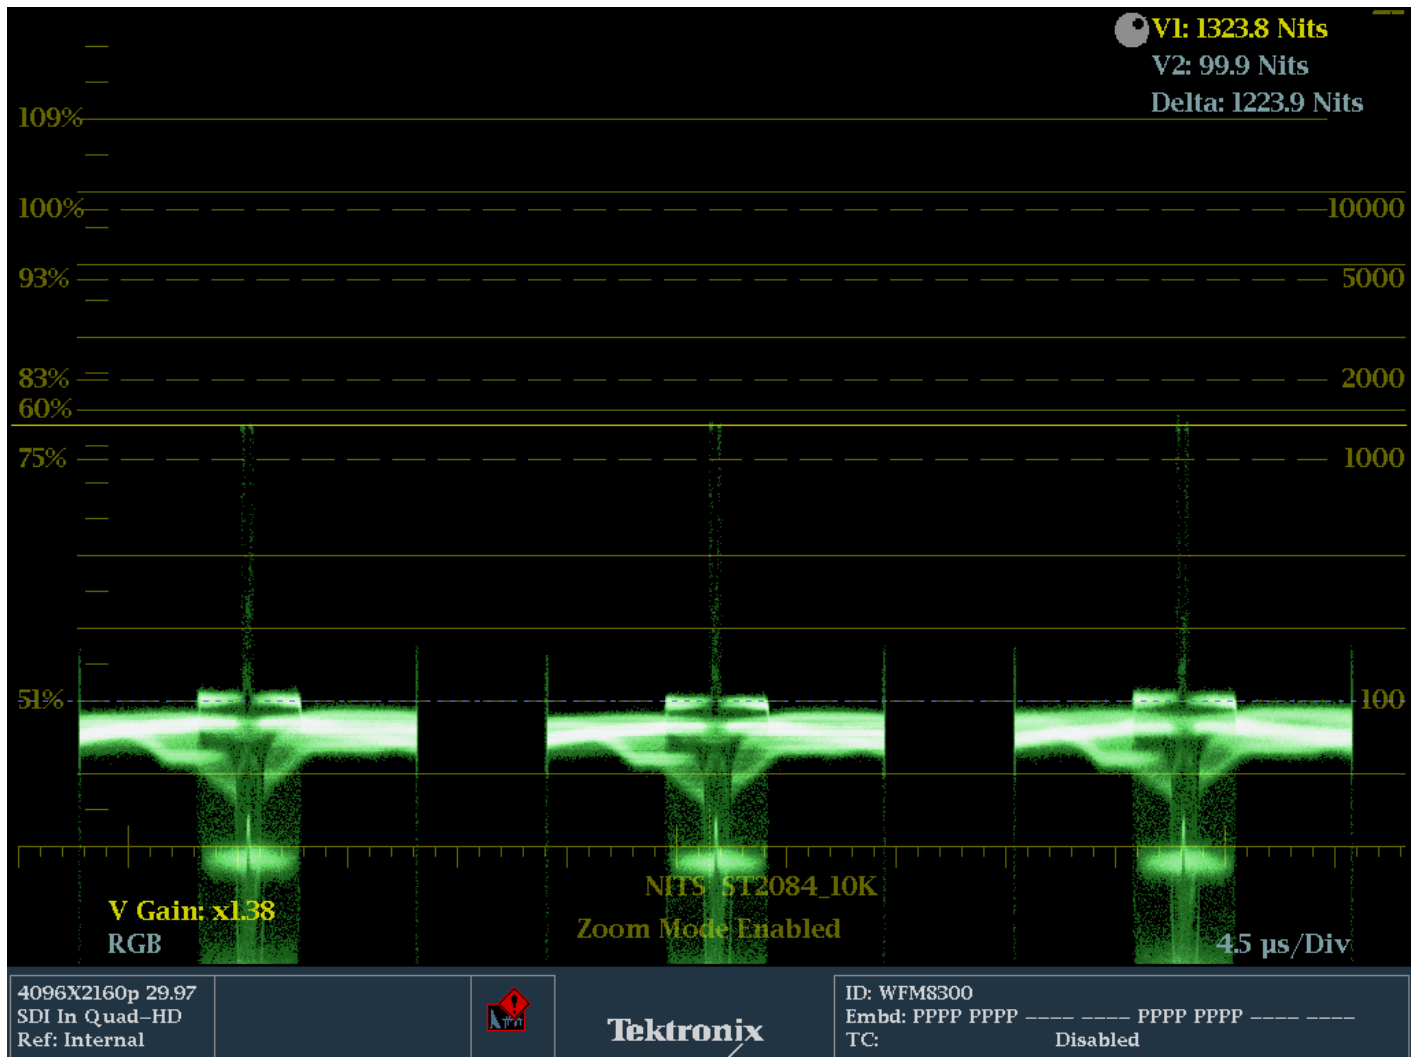 V1: 1323.8 Nits
V2: 99.9 Nits
Delta: 1223.9 Nits
109%
100%
10000
93%
5000
83%
2000
60%
75%
1000
51%
100
NITS ST2084_10K
V Gain: x1.38
Zoom Mode Enabled
RGB
4.5 µs/Div
4096X2160p 29.97
SDI In Quad-HD
Ref: Internal
Tektronix
ID: WFM8300
Embd: PPPP PPPP ---- ---- PPPP PPPP ---- ----
TC: Disabled